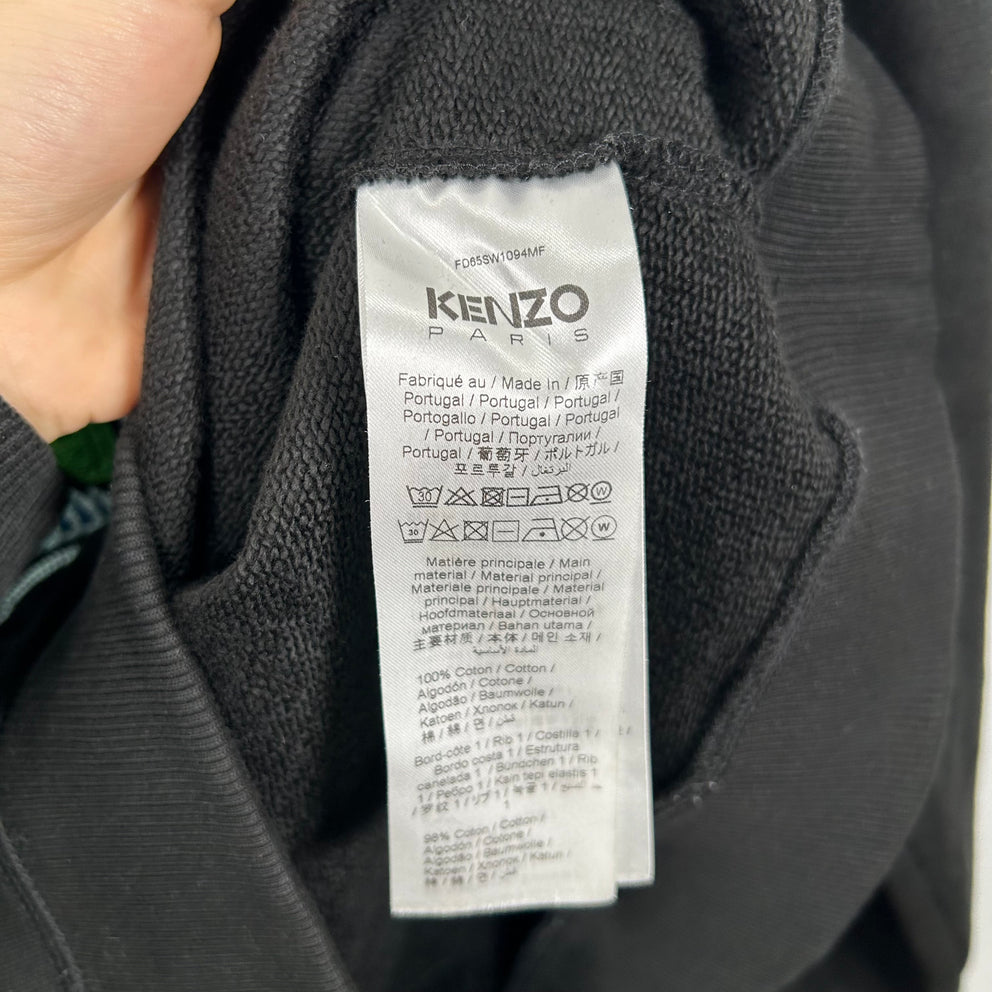 FD65SW1094MF
KENZO
PARIS
Fabriqué au / Made in / 原产国
Portugal / Portugal / Portugal /
Portogallo / Portugal / Portugal
/ Portugal / Португалии /
Portugal / 葡萄牙 / ポルトガル /
포르투갈 / البرتغال
30 W
30 W
Matière principale / Main
material / Material principal /
Materiale principale / Material
principal / Hauptmaterial /
Hoofdmateriaal / Основной
материал / Bahan utama /
主要材质 / 本体 / 메인 소재 /
المادة الأساسية
100% Coton / Cotton /
Algodón / Cotone /
Algodão / Baumwolle /
Katoen / Хлопок / Katun /
棉 / 綿 / 면 / قطن
Bord-côte 1 / Rib 1 / Costilla 1 /
Bordo costa 1 / Estrutura
canelada 1 / Bündchen 1 / Rib
1 / Ребро 1 / Kain tepi elastis 1
/ 罗纹 1 / リブ 1 /
1
98% Coton / Cotton /
Algodón / Cotone /
Algodão / Baumwolle /
Katoen / Хлопок / Katun /
棉 / 綿 / 면 / قطن